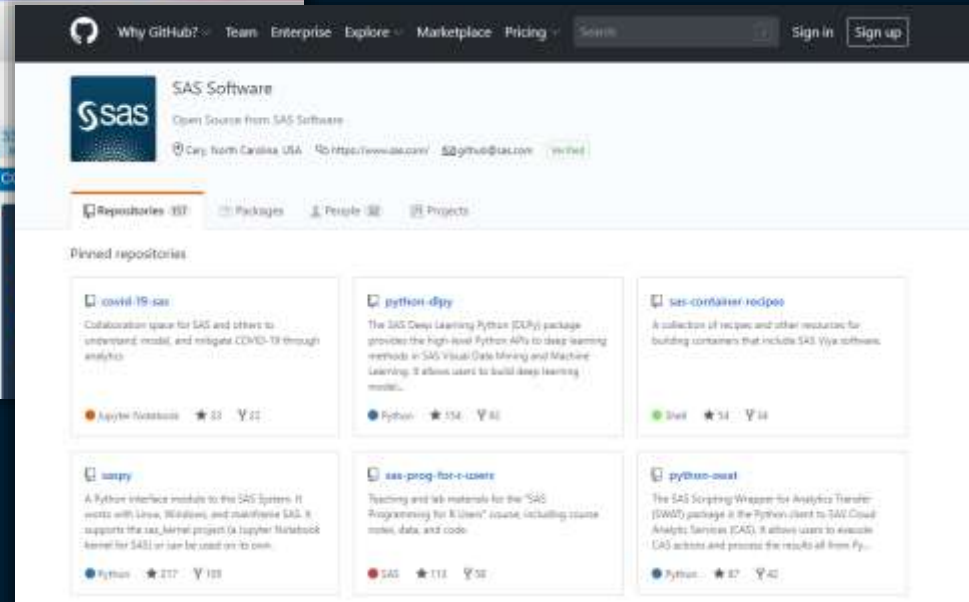 Why GitHub? Team Enterprise Explore Marketplace Pricing Search Sign in Sign up
sas
SAS Software
Open Source from SAS Software
Cary, North Carolina, USA https://www.sas.com/ github@sas.com Verified
Repositories 157 Packages People Projects
Pinned repositories
covid-19-sas
Collaboration space for SAS and others to
understand, model, and mitigate COVID-19 through
analytics
Jupyter Notebook
python-dlpy
The SAS Deep Learning Python (DLPy) package
provides the high-level Python APIs to deep learning
methods in SAS Visual Data Mining and Machine
Learning. It allows users to build deep learning
model...
Python 154
sas-container-recipes
A collection of recipes and other resources for
building containers that include SAS Viya software.
Shell 54
saspy
A Python interface module to the SAS System. It
works with Linux, Windows, and mainframe SAS. It
supports the sas_kernel project (a Jupyter Notebook
kernel for SAS) or can be used on its own.
Python 217
sas-prog-for-r-users
Teaching and lab materials for the "SAS
Programming for R Users" course, including course
notes, data, and code.
SAS 113
python-swat
The SAS Scripting Wrapper for Analytics Transfer
(SWAT) package is the Python client to SAS Cloud
Analytic Services (CAS). It allows users to execute
CAS actions and process the results all from Py...
Python 87 42